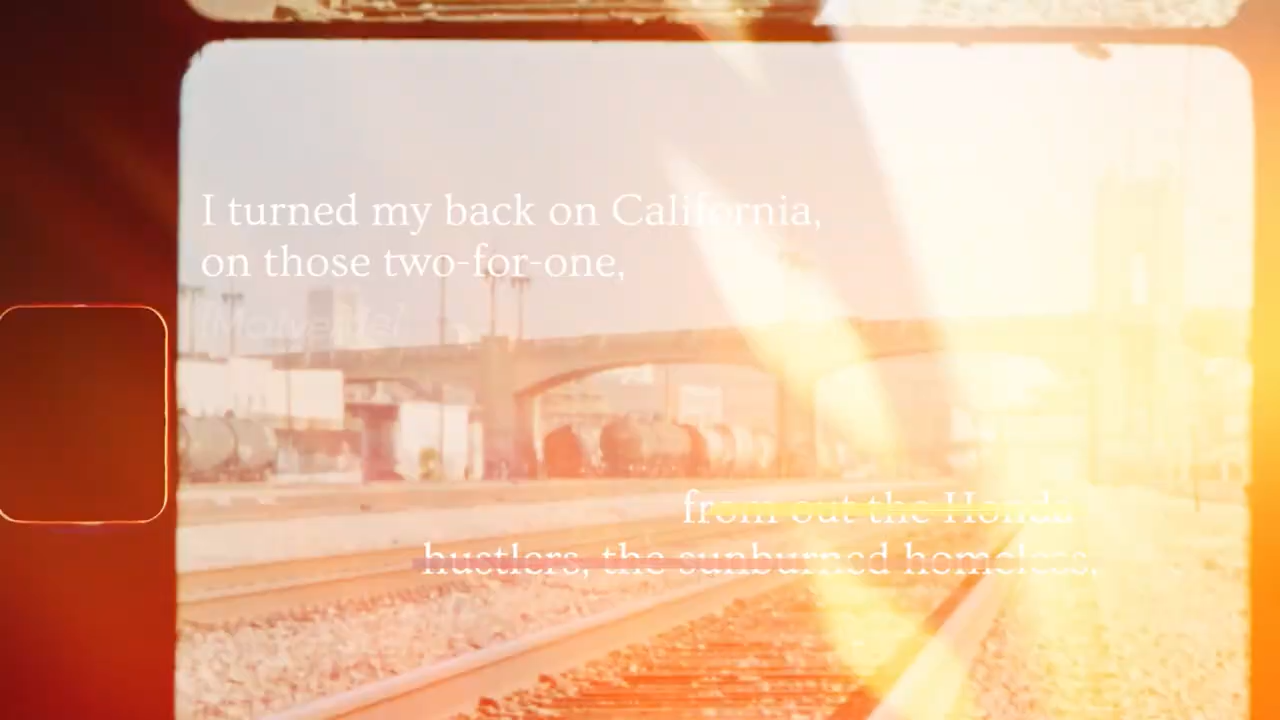 I turned my back on California,
on those two-for-one,
from out the Honda
hustlers, the sunburned homeless,